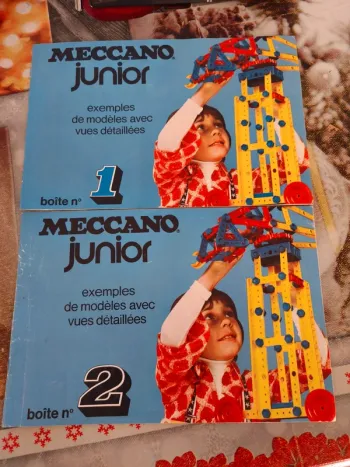 MECCANO
junior
exemples
de modèles avec
vues détaillées
boîte n° 1
MECCANO
junior
exemples
de modèles avec
vues détaillées
boîte n° 2